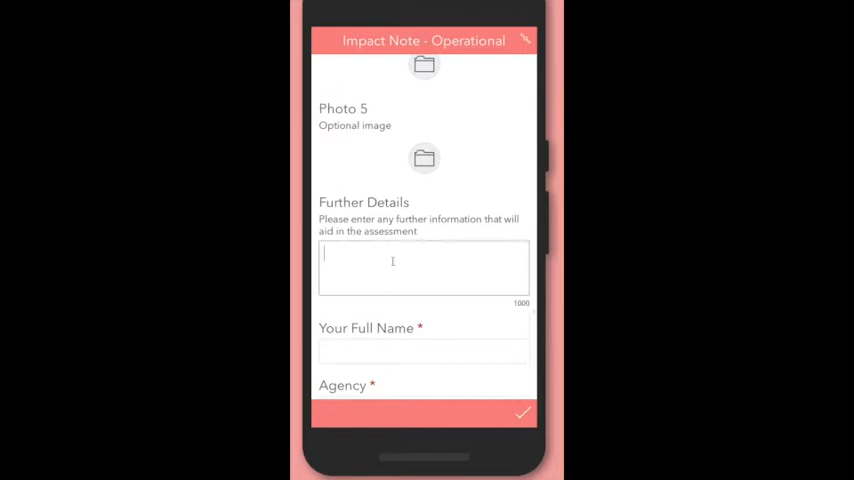 Impact Note - Operational
Photo 5
Optional image
Further Details
Please enter any further information that will
aid in the assessment
1000
Your Full Name *
Agency *